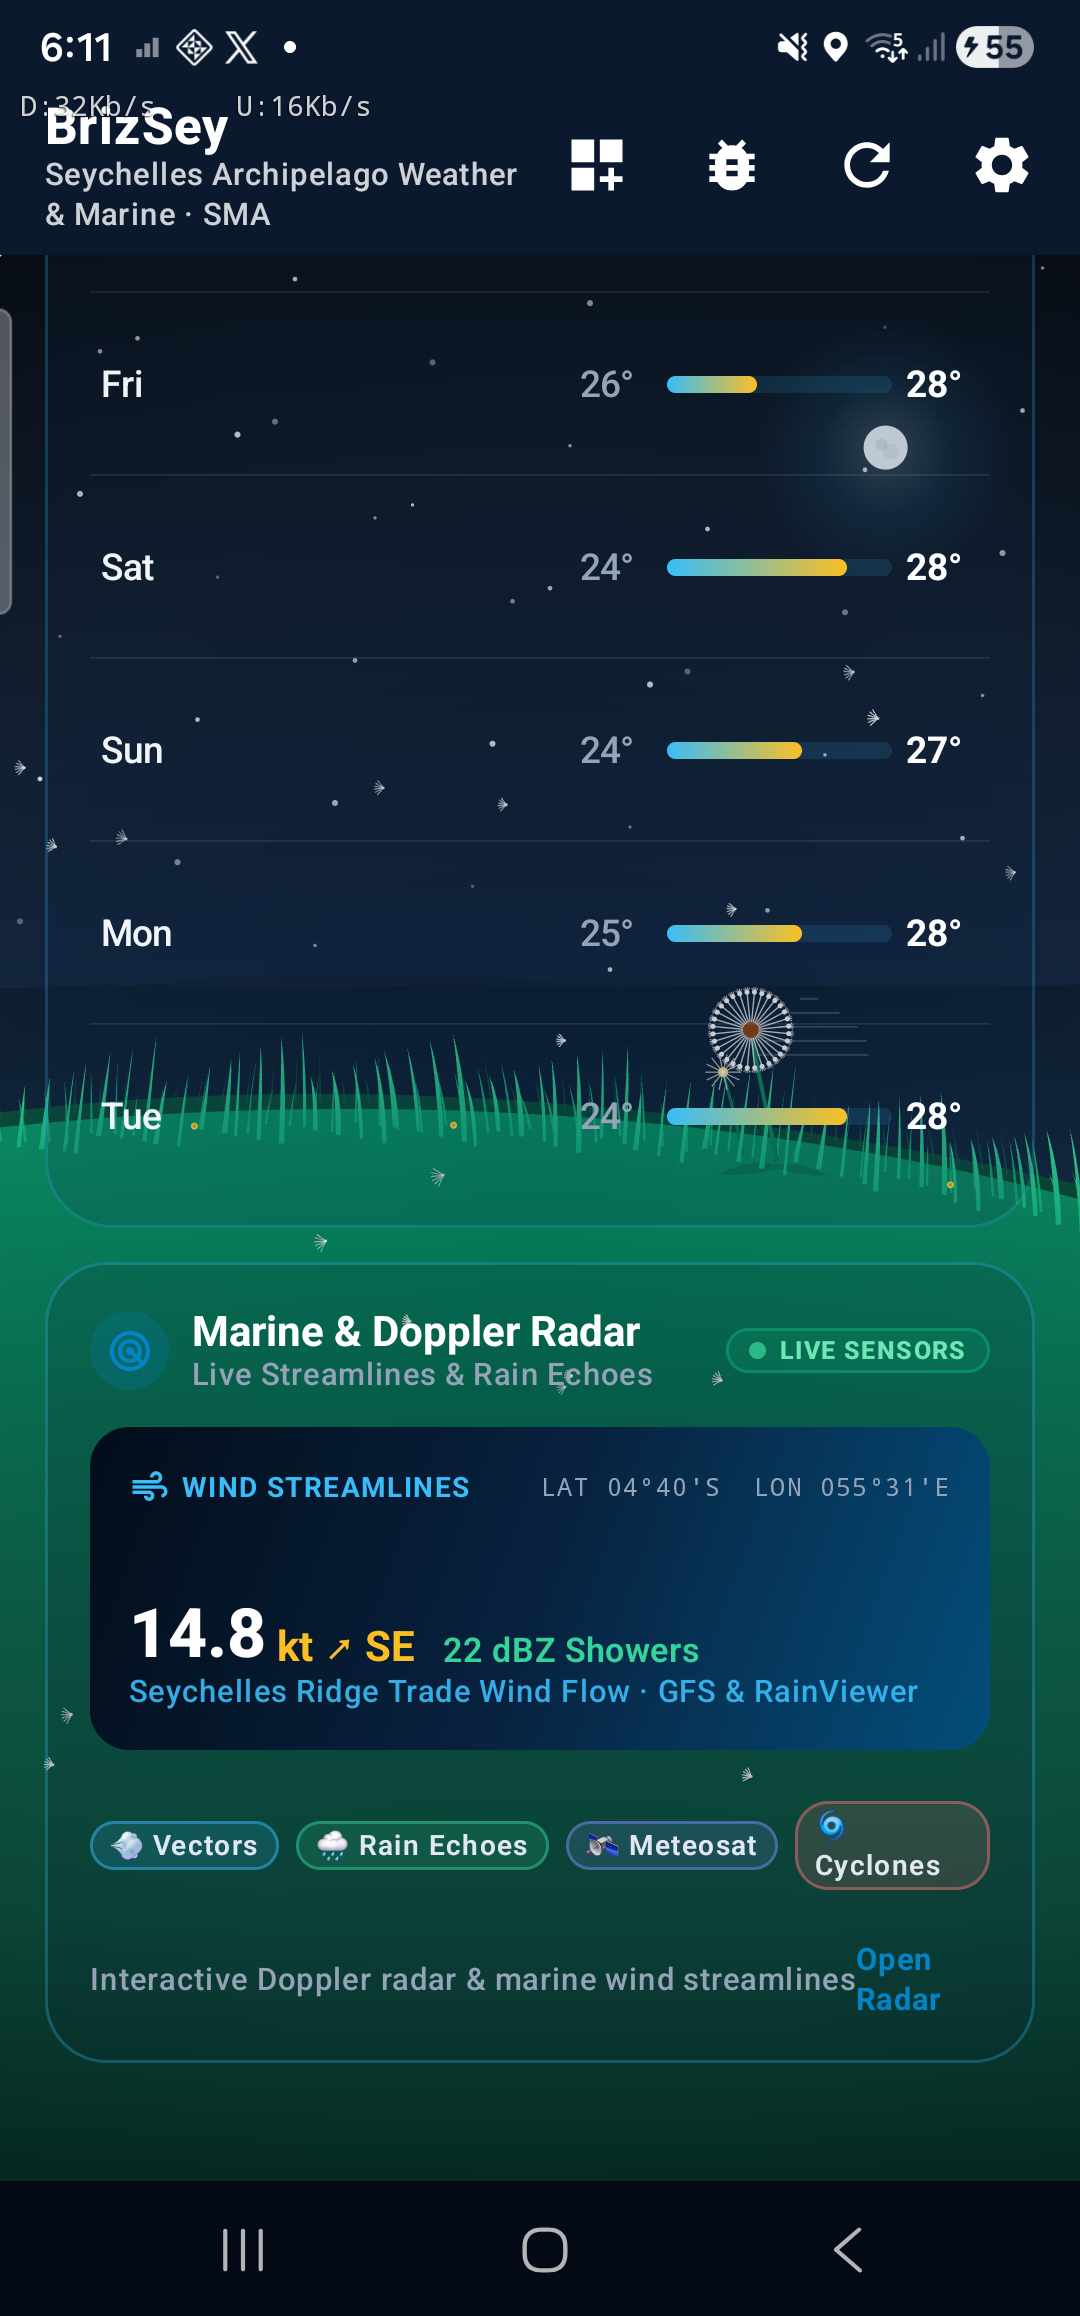 6:11
55
D:32Kb/s U:16Kb/s
BrizSey
Seychelles Archipelago Weather
& Marine · SMA
Fri 26° 28°
Sat 24° 28°
Sun 24° 27°
Mon 25° 28°
Tue 24° 28°
Marine & Doppler Radar
Live Streamlines & Rain Echoes
LIVE SENSORS
WIND STREAMLINES LAT 04°40'S LON 055°31'E
14.8 kt ↗ SE 22 dBZ Showers
Seychelles Ridge Trade Wind Flow · GFS & RainViewer
Vectors
Rain Echoes
Meteosat
Cyclones
Interactive Doppler radar & marine wind streamlines
Open
Radar